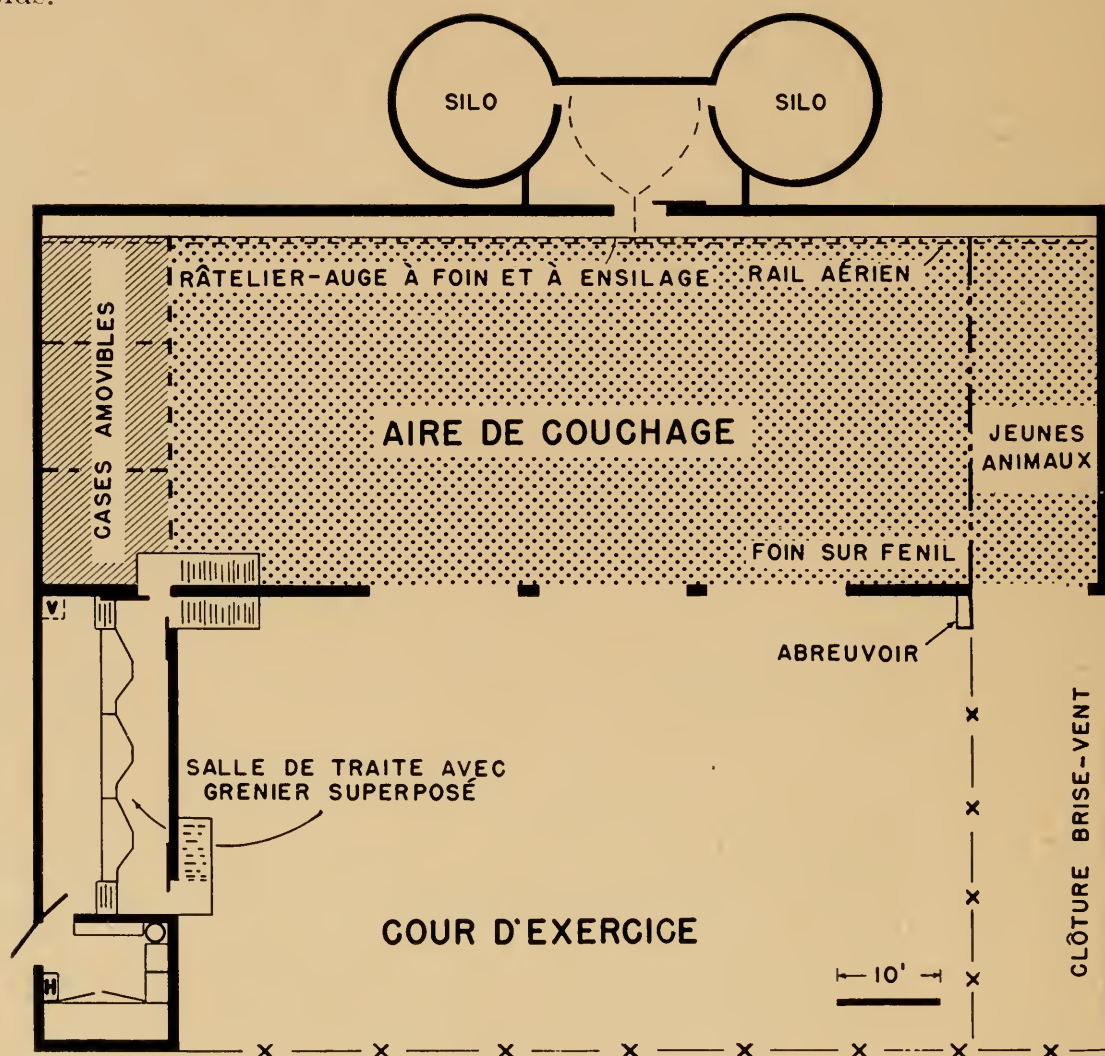 SILO
SILO
RÂTELIER-AUGE À FOIN ET À ENSILAGE
RAIL AÉRIEN
CASES AMOVIBLES
AIRE DE COUCHAGE
JEUNES
ANIMAUX
FOIN SUR FENIL
V
ABREUVOIR
SALLE DE TRAITE AVEC
GRENIER SUPERPOSÉ
CLÔTURE BRISE-VENT
COUR D'EXERCICE
10'
H